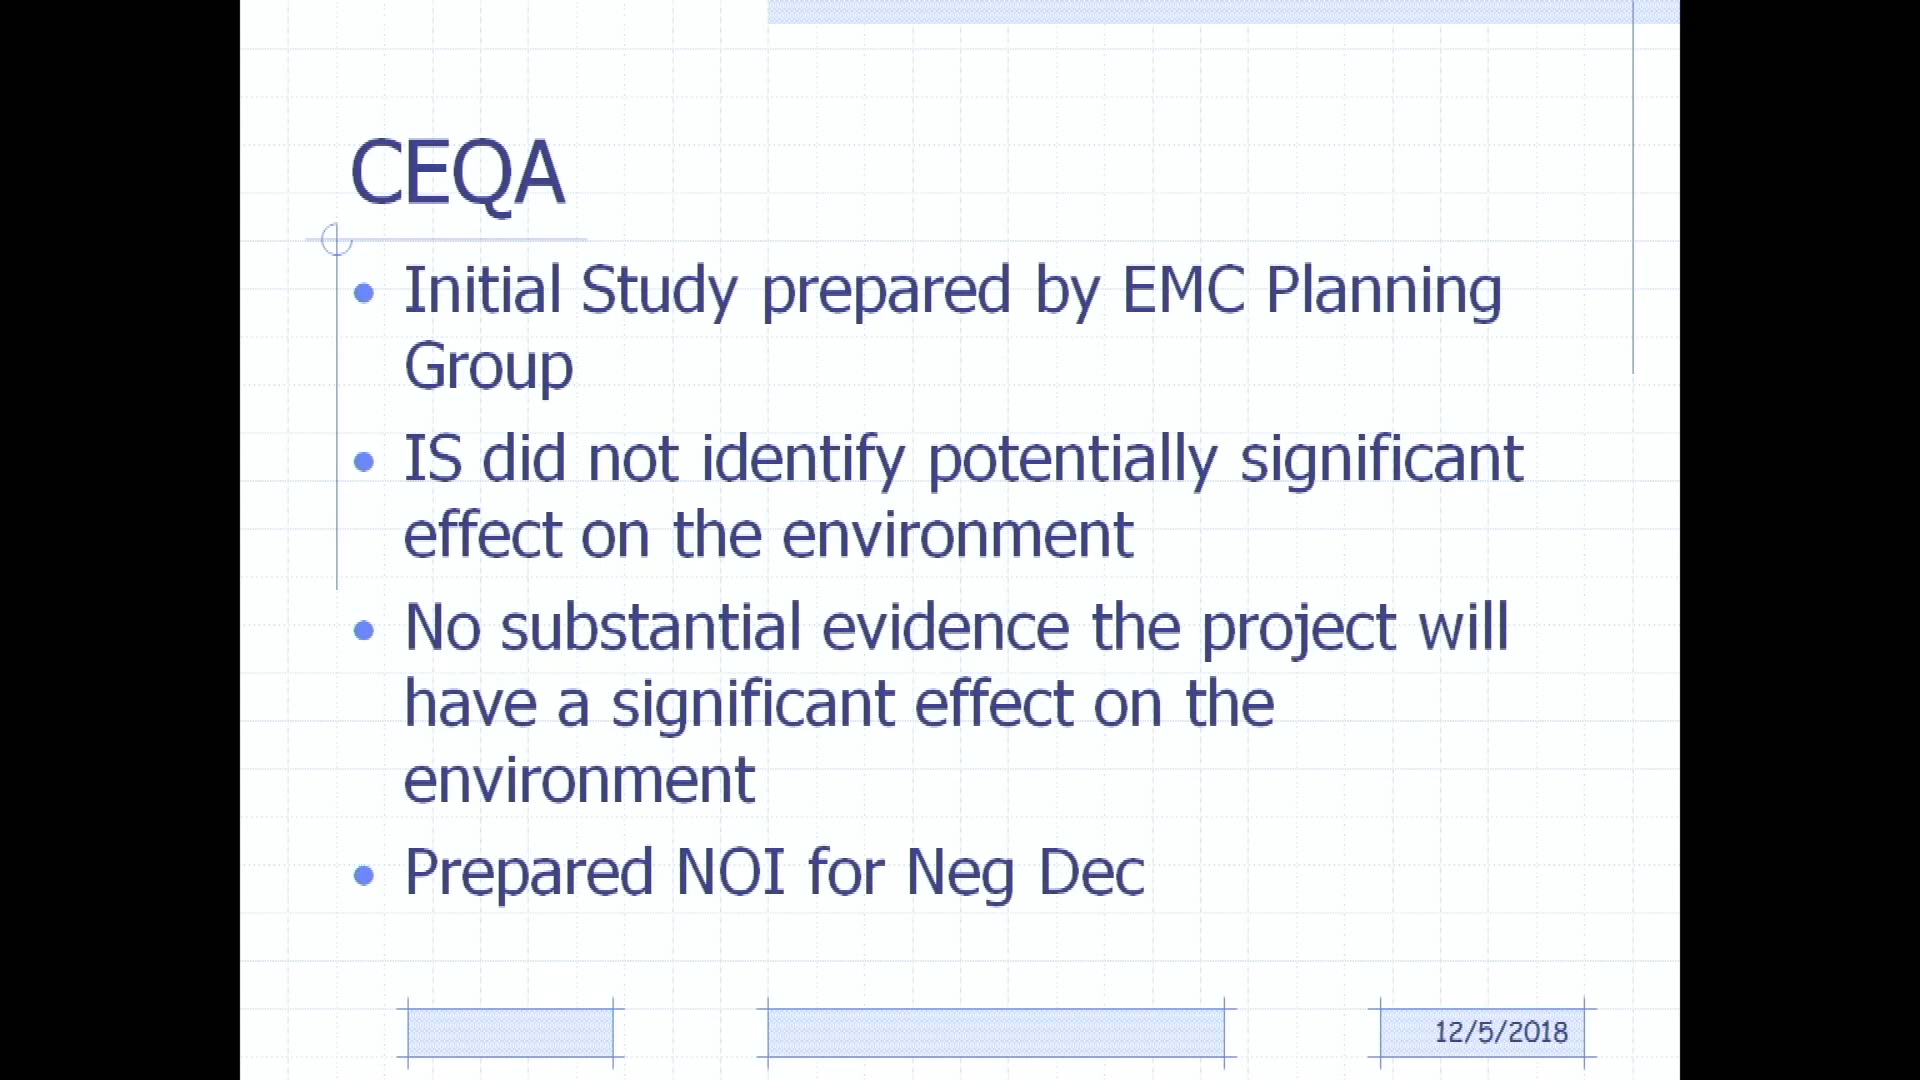 CEQA
Initial Study prepared by EMC Planning
Group
IS did not identify potentially significant
effect on the environment
No substantial evidence the project will
have a significant effect on the
environment
Prepared NOI for Neg Dec
12/5/2018